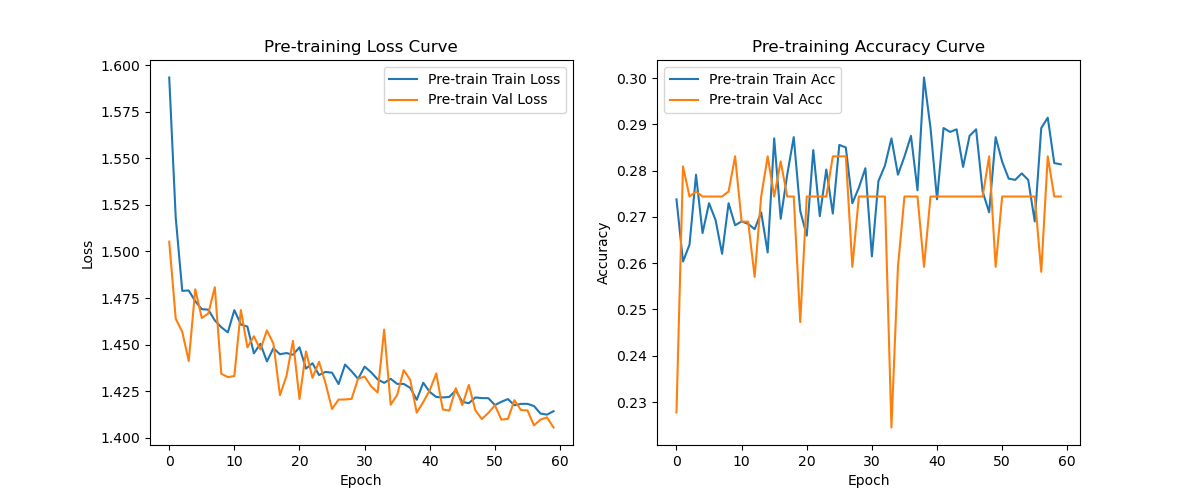 Pre-training Loss Curve
1.600
1.575
1.550
1.525
1.500
1.475
1.450
1.425
1.400
Loss
Pre-train Train Loss
Pre-train Val Loss
0 10 20 30 40 50 60
Epoch
Pre-training Accuracy Curve
0.30
0.29
0.28
0.27
0.26
0.25
0.24
0.23
Accuracy
Pre-train Train Acc
Pre-train Val Acc
0 10 20 30 40 50 60
Epoch